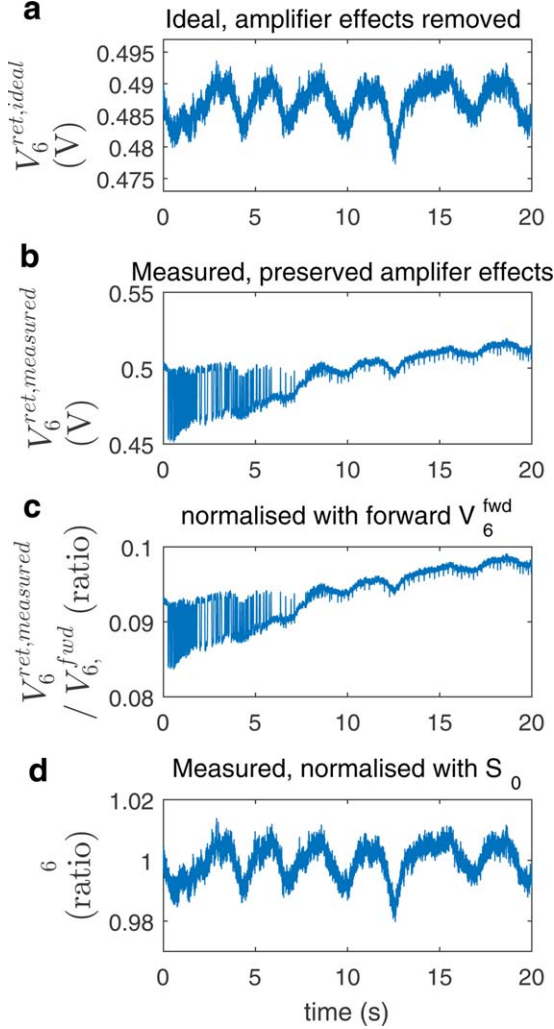 a
Ideal, amplifier effects removed
V_6^{ret,ideal}
(V)
0.495
0.49
0.485
0.48
0.475
0 5 10 15 20
b
Measured, preserved amplifer effects
V_6^{ret,measured}
(V)
0.55
0.5
0.45
0 5 10 15 20
c
normalised with forward V_6^{fwd}
V_6^{ret,measured}
/ V_{6,}^{fwd} (ratio)
0.1
0.09
0.08
0 5 10 15 20
d
Measured, normalised with S_0
6
(ratio)
1.02
1
0.98
0 5 10 15 20
time (s)